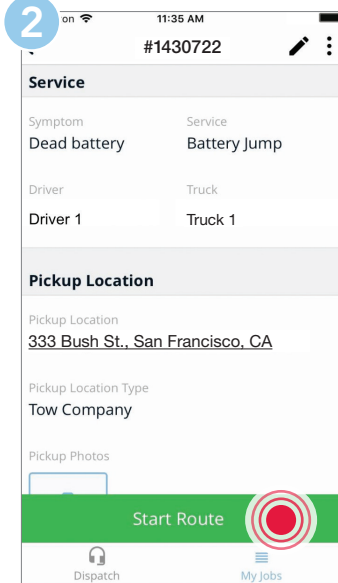 2
on 11:35 AM
#1430722
Service
Symptom Service
Dead battery Battery Jump
Driver Truck
Driver 1 Truck 1
Pickup Location
Pickup Location
333 Bush St., San Francisco, CA
Pickup Location Type
Tow Company
Pickup Photos
Start Route
Dispatch My Jobs